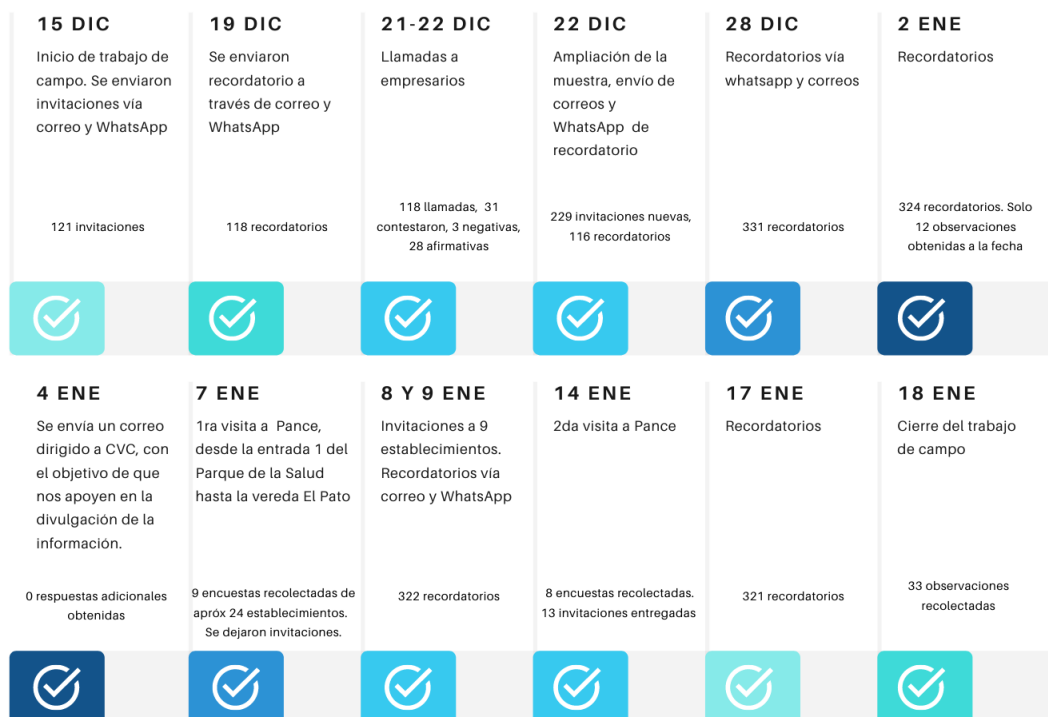 15 DIC
Inicio de trabajo de
campo. Se enviaron
invitaciones vía
correo y WhatsApp
121 invitaciones
19 DIC
Se enviaron
recordatorio a
través de correo y
WhatsApp
118 recordatorios
21-22 DIC
Llamadas a
empresarios
118 llamadas, 31
contestaron, 3 negativas,
28 afirmativas
22 DIC
Ampliación de la
muestra, envío de
correos y
WhatsApp de
recordatorio
229 invitaciones nuevas,
116 recordatorios
28 DIC
Recordatorios vía
whatsapp y correos
331 recordatorios
2 ENE
Recordatorios
324 recordatorios. Solo
12 observaciones
obtenidas a la fecha
4 ENE
Se envía un correo
dirigido a CVC, con
el objetivo de que
nos apoyen en la
divulgación de la
información.
0 respuestas adicionales
obtenidas
7 ENE
1ra visita a Pance,
desde la entrada 1 del
Parque de la Salud
hasta la vereda El Pato
9 encuestas recolectadas de
apróx 24 establecimientos.
Se dejaron invitaciones.
8 Y 9 ENE
Invitaciones a 9
establecimientos.
Recordatorios vía
correo y WhatsApp
322 recordatorios
14 ENE
2da visita a Pance
8 encuestas recolectadas.
13 invitaciones entregadas
17 ENE
Recordatorios
321 recordatorios
18 ENE
Cierre del trabajo
de campo
33 observaciones
recolectadas